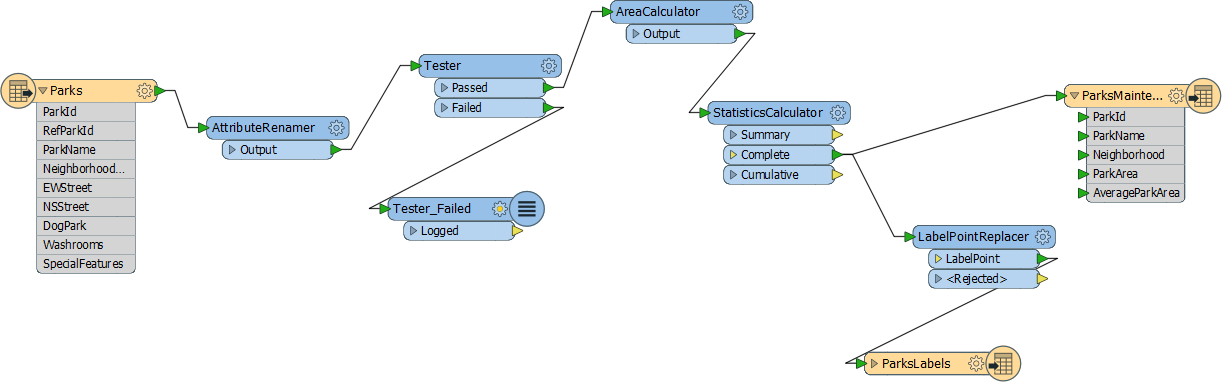 Parks
ParkId
RefParkId
ParkName
Neighborhood...
EWStreet
NSStreet
DogPark
Washrooms
SpecialFeatures
AttributeRenamer
Output
Tester
Passed
Failed
Tester_Failed
Logged
AreaCalculator
Output
StatisticsCalculator
Summary
Complete
Cumulative
LabelPointReplacer
LabelPoint
<Rejected>
ParksLabels
ParksMainte...
ParkId
ParkName
Neighborhood
ParkArea
AverageParkArea